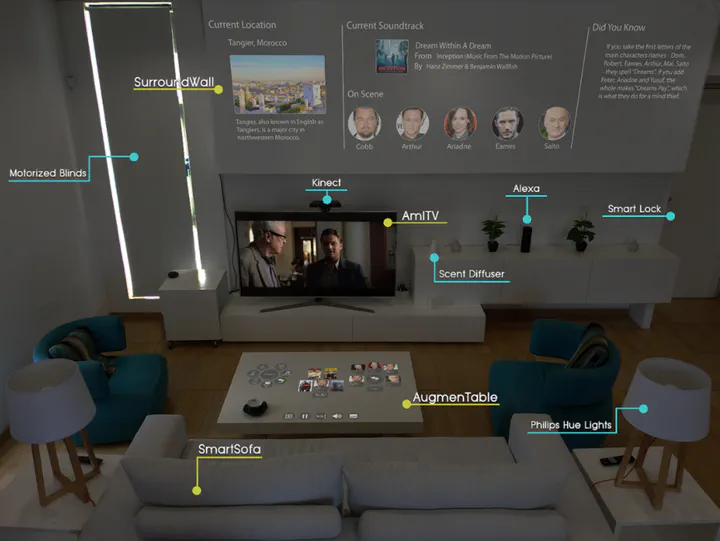 Current Location
Tangier, Morocco
Tangier, also known in English as
Tangiers, is a major city in
northwestern Morocco.
Current Soundtrack
Dream Within A Dream
From Inception (Music From The Motion Picture)
By Hans Zimmer & Benjamin Wallfish
On Scene
Cobb
Arthur
Ariadne
Eames
Saito
Did You Know
If you take the first letters of the
main characters names - Dom,
Robert, Eames, Arthur, Mal, Saito
they spell "Dreams". If you add
Peter, Ariadne and Yusuf, the
whole makes "Dreams Pay", which
is what they do for a mind thief.
SurroundWall
Motorized Blinds
Kinect
AmITV
Alexa
Smart Lock
Scent Diffuser
AugmenTable
Philips Hue Lights
SmartSofa